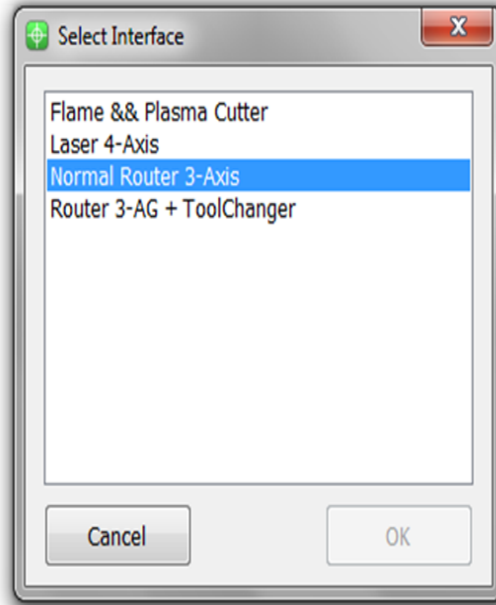 Select Interface
Flame && Plasma Cutter
Laser 4-Axis
Normal Router 3-Axis
Router 3-AG + ToolChanger
Cancel
OK